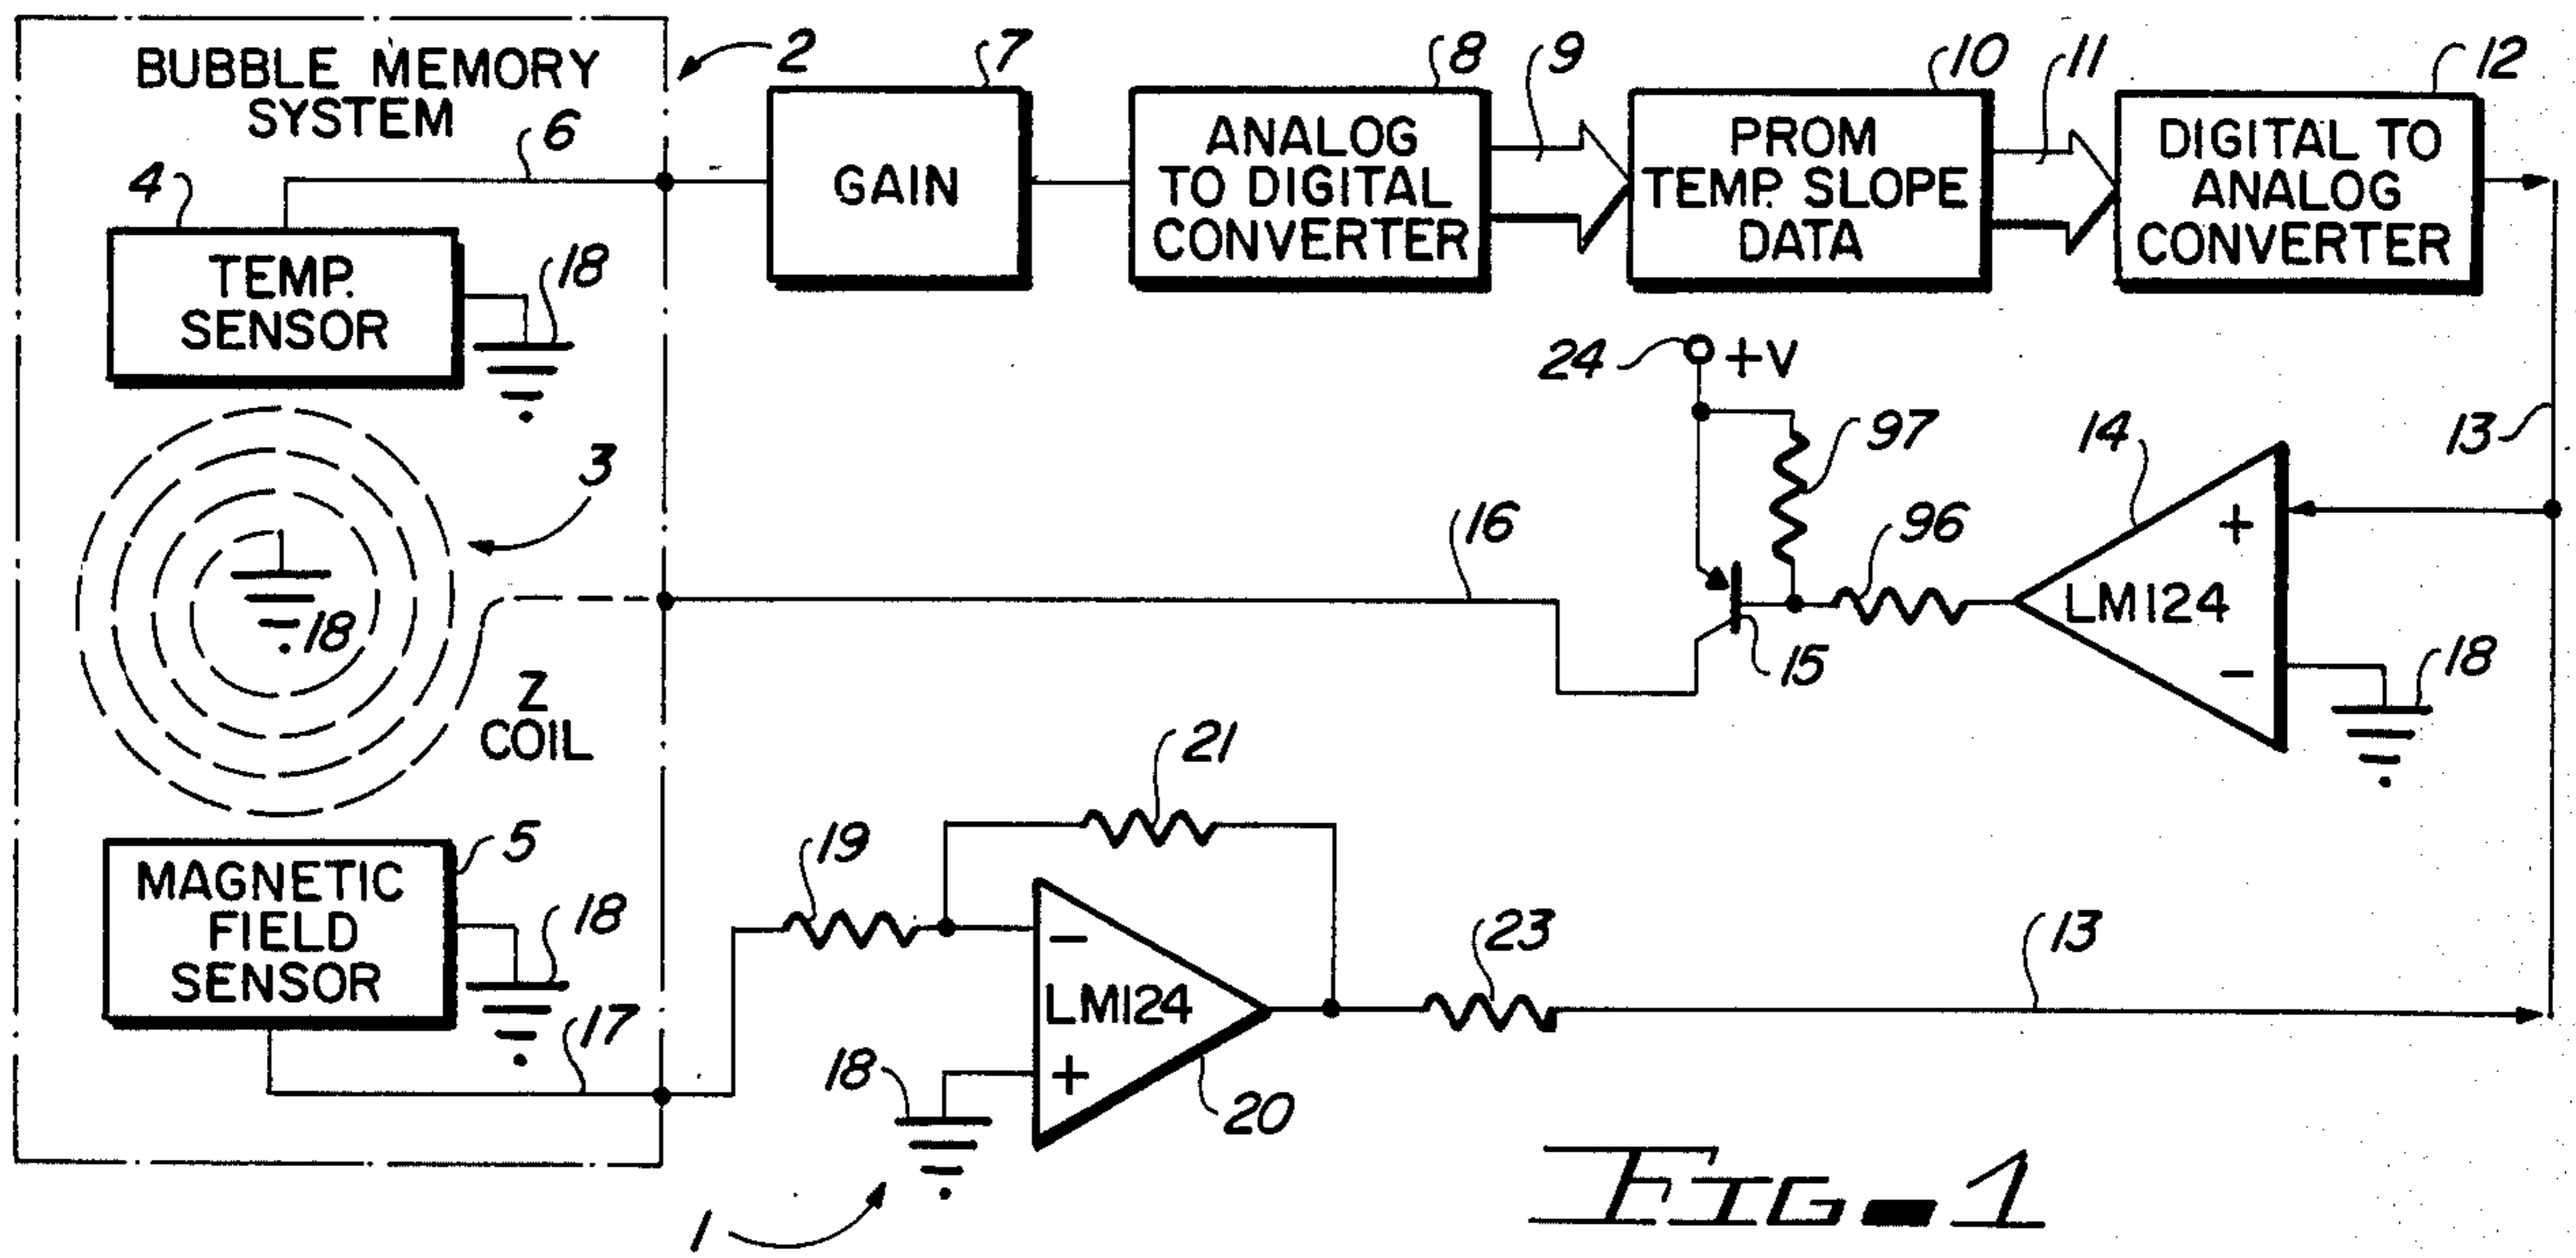 BUBBLE MEMORY
SYSTEM
2
7
8
9
10
11
12
6
4
TEMP.
SENSOR
18
GAIN
ANALOG
TO DIGITAL
CONVERTER
PROM
TEMP. SLOPE
DATA
DIGITAL TO
ANALOG
CONVERTER
24
+V
97
14
13
3
16
96
+
LM124
-
18
15
18
Z
COIL
21
5
19
MAGNETIC
FIELD
SENSOR
18
17
-
LM124
+
23
13
18
20
1
FIG-1